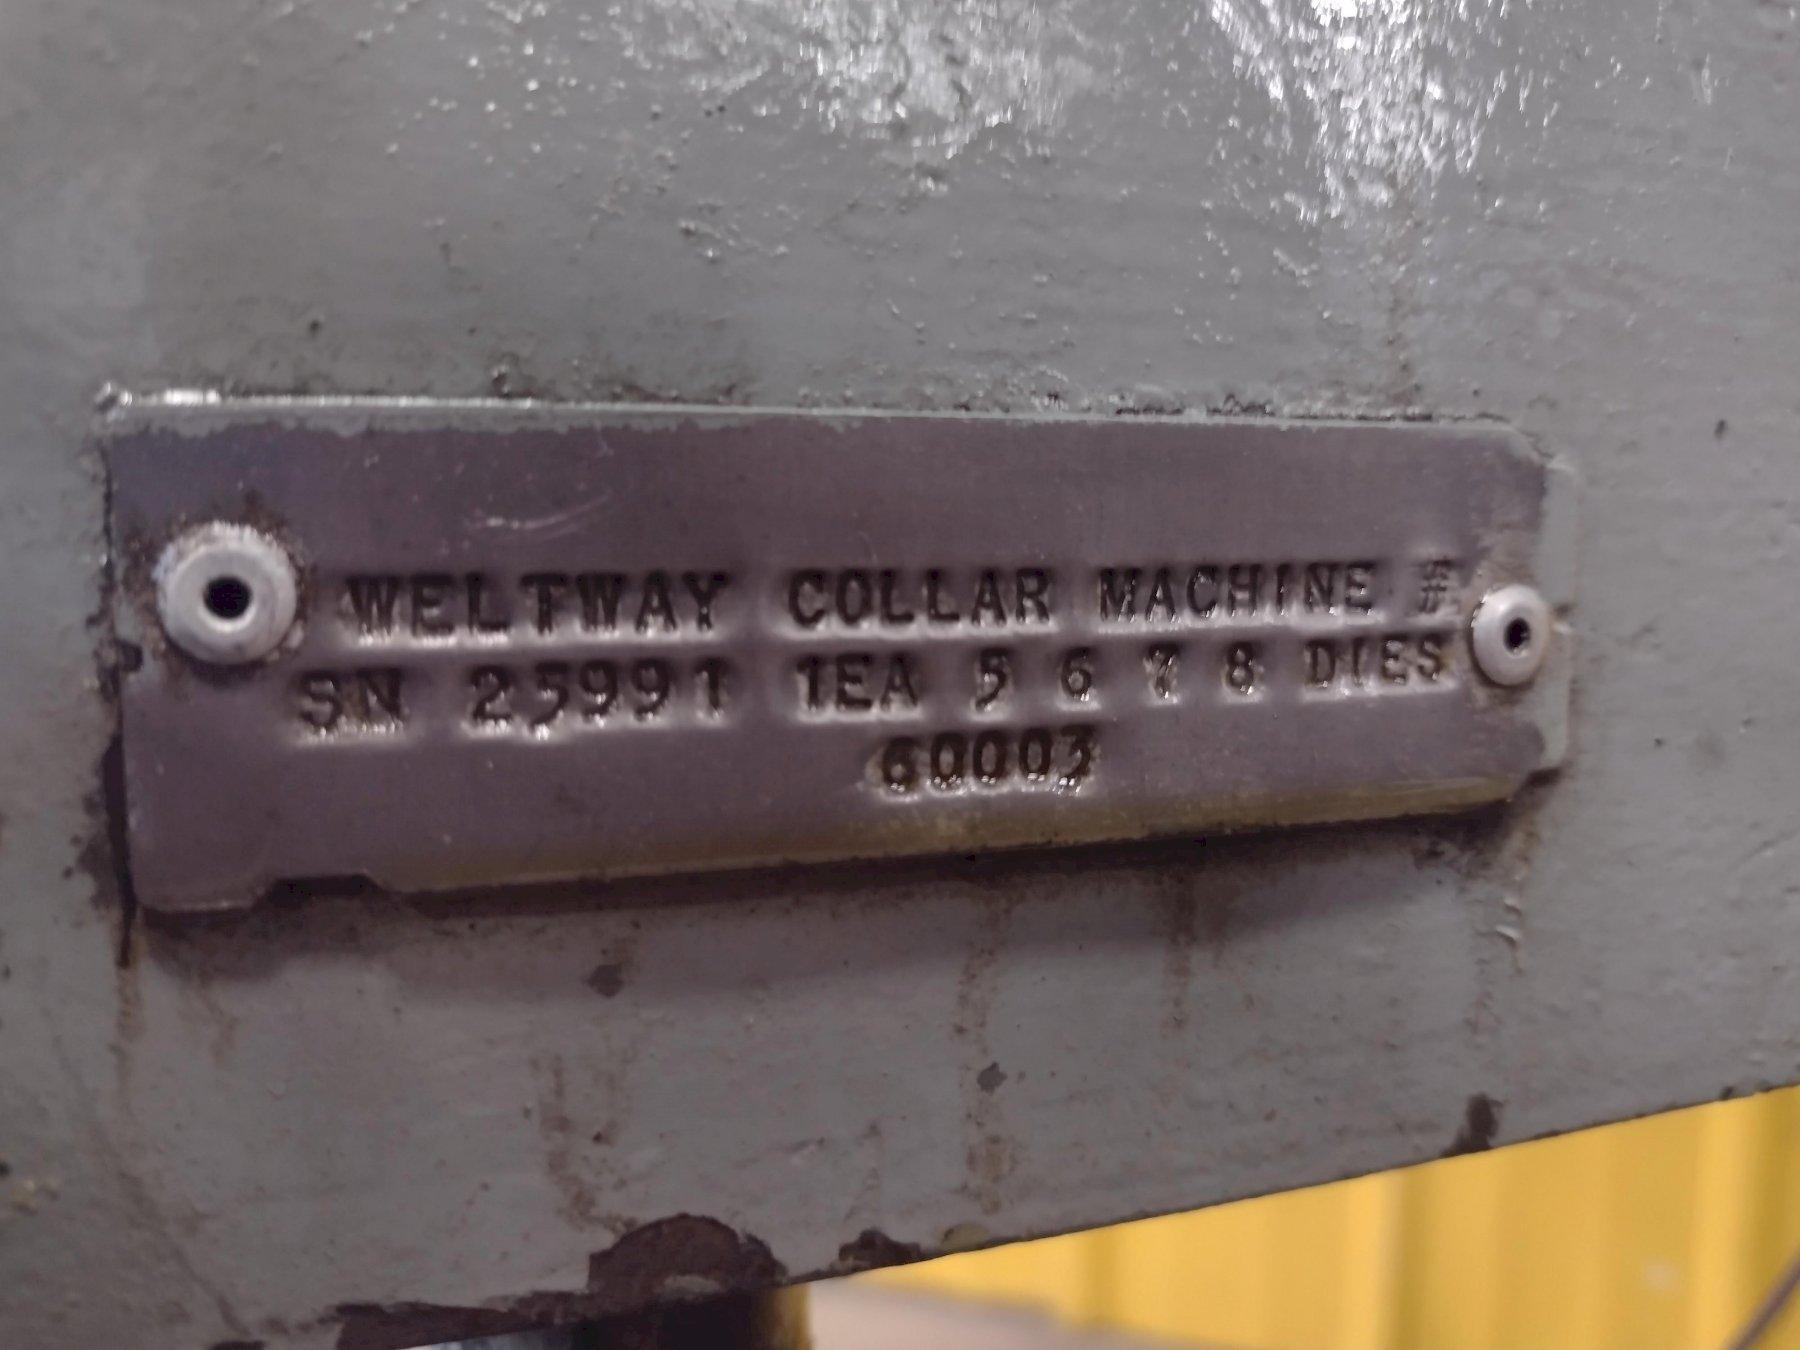 WELTWAY COLLAR MACHINE #
SN 25991 1EA 5 6 7 8 DIES
60003